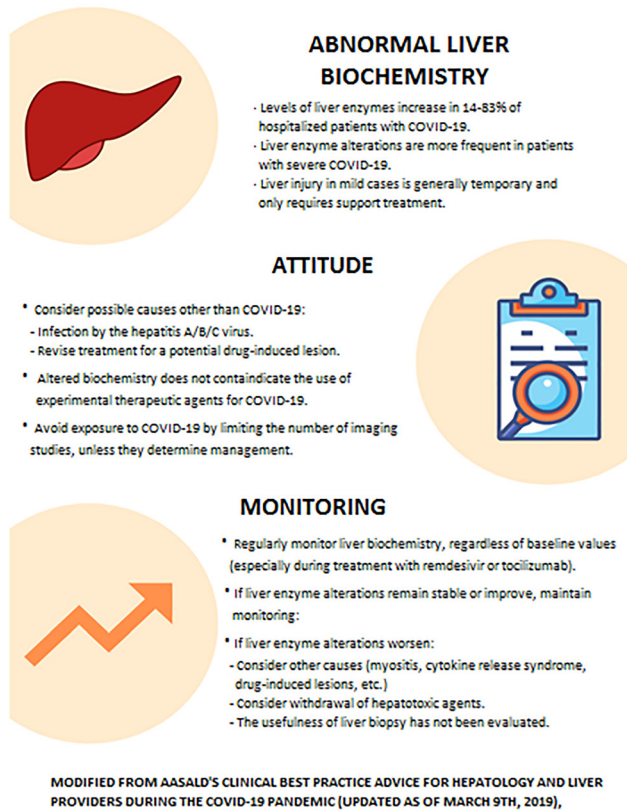 ABNORMAL LIVER
BIOCHEMISTRY
· Levels of liver enzymes increase in 14-83% of
hospitalized patients with COVID-19.
· Liver enzyme alterations are more frequent in patients
with severe COVID-19.
· Liver injury in mild cases is generally temporary and
only requires support treatment.
ATTITUDE
• Consider possible causes other than COVID-19:
- Infection by the hepatitis A/B/C virus.
- Revise treatment for a potential drug-induced lesion.
• Altered biochemistry does not containdicate the use of
experimental therapeutic agents for COVID-19.
• Avoid exposure to COVID-19 by limiting the number of imaging
studies, unless they determine management.
MONITORING
• Regularly monitor liver biochemistry, regardless of baseline values
(especially during treatment with remdesivir or tocilizumab).
• If liver enzyme alterations remain stable or improve, maintain
monitoring:
• If liver enzyme alterations worsen:
- Consider other causes (myositis, cytokine release syndrome,
drug-induced lesions, etc.)
- Consider withdrawal of hepatotoxic agents.
- The usefulness of liver biopsy has not been evaluated.
MODIFIED FROM AASALD'S CLINICAL BEST PRACTICE ADVICE FOR HEPATOLOGY AND LIVER
PROVIDERS DURING THE COVID-19 PANDEMIC (UPDATED AS OF MARCH 9TH, 2019),